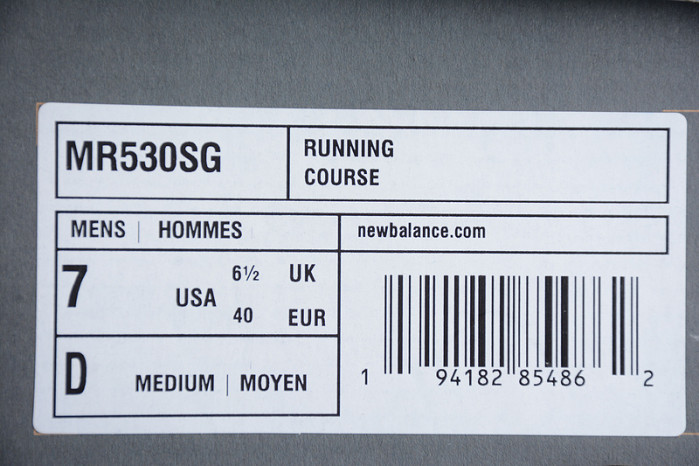 MR530SG
RUNNING
COURSE
MENS | HOMMES
newbalance.com
7 USA 6½ UK
40 EUR
D MEDIUM | MOYEN
1 94182 85486 2